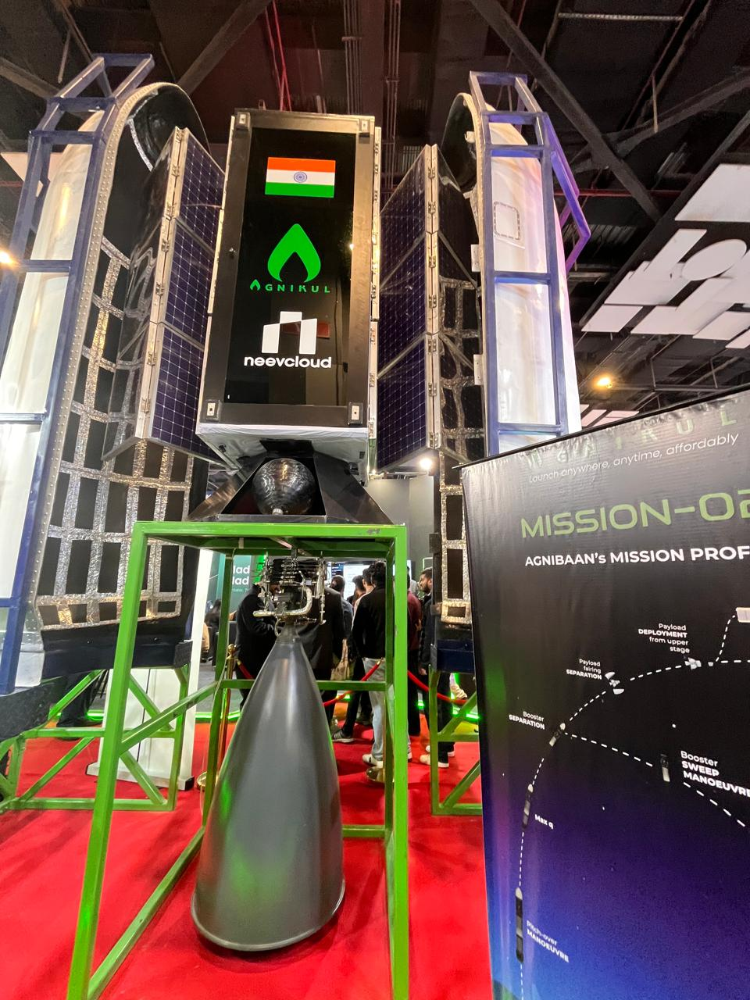 AGNIKUL
neevcloud
AGNIKUL
Launch anywhere, anytime, affordably
MISSION-02
AGNIBAAN's MISSION PROF
Payload
DEPLOYMENT
from upper
stage
Payload
fairing
SEPARATION
Booster
SEPARATION
Booster
SWEEP
MANOEUVRE
Max q
Pitch-over
MANOEUVRE